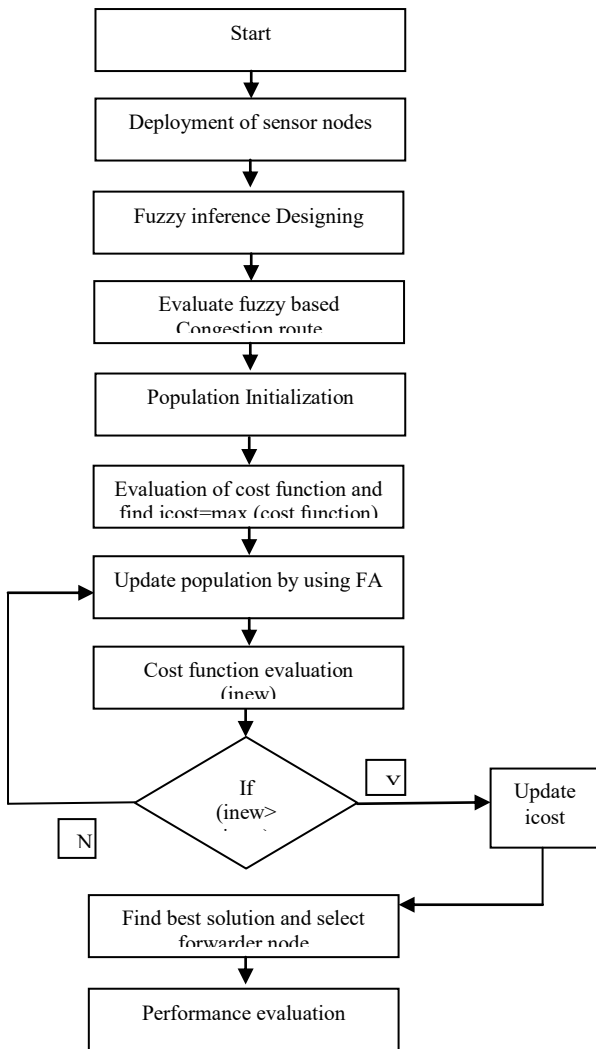 Start
Deployment of sensor nodes
Fuzzy inference Designing
Evaluate fuzzy based
Congestion route
Population Initialization
Evaluation of cost function and
find icost=max (cost function)
Update population by using FA
Cost function evaluation
(inew)
If
(inew>
N
Update
icost
Find best solution and select
forwarder node
Performance evaluation